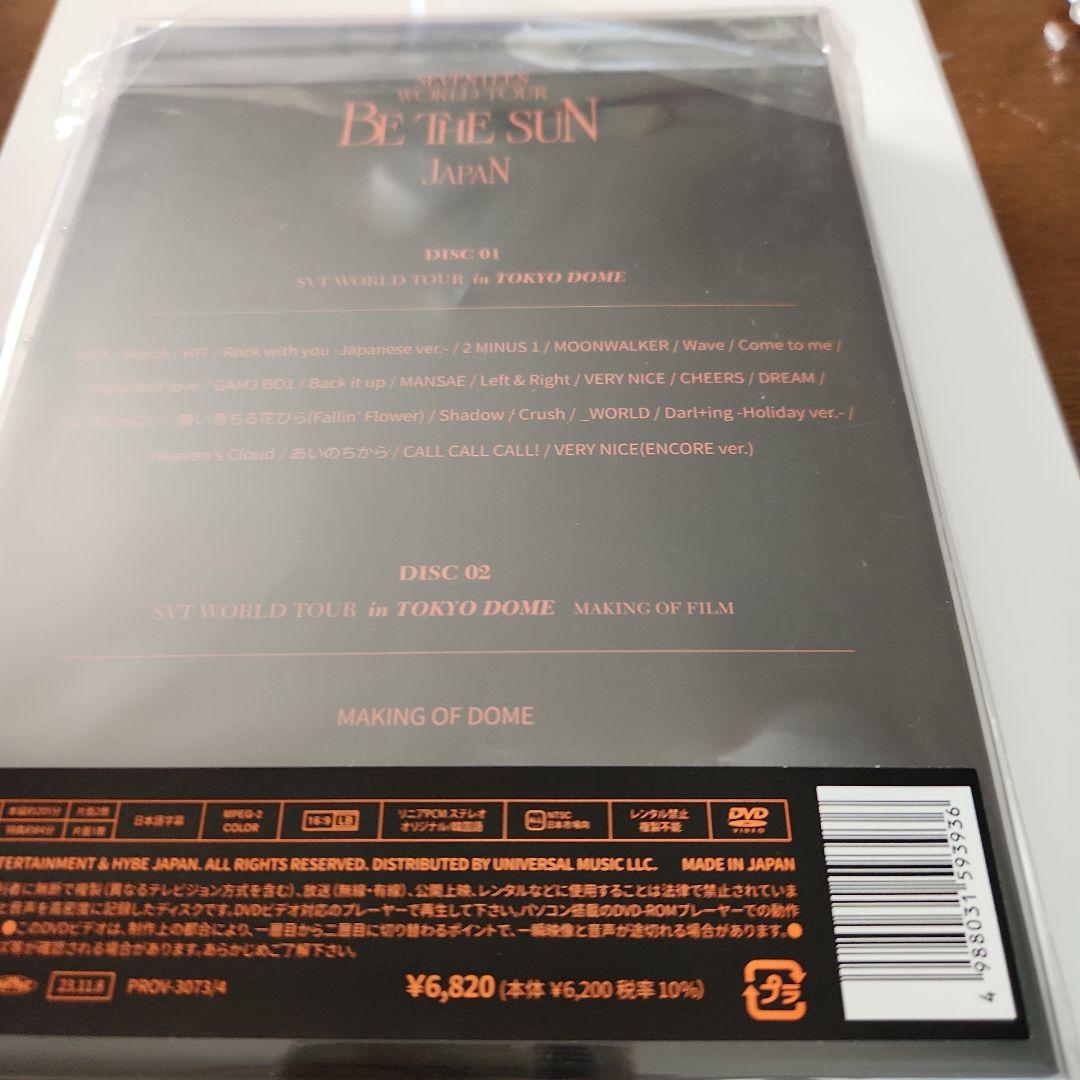 SEVENTEEN
WORLD TOUR
BE THE SUN
JAPAN
DISC 01
SVT WORLD TOUR in TOKYO DOME
HOT / March / HIT / Rock with you -Japanese ver.- / 2 MINUS 1 / MOONWALKER / Wave / Come to me /
Imperfect love / GAM3 BO1 / Back it up / MANSAE / Left & Right / VERY NICE / CHEERS / DREAM /
ひとりじゃない / 舞い落ちる花びら(Fallin' Flower) / Shadow / Crush / _WORLD / Darl+ing -Holiday ver.- /
Heaven's Cloud / あいのちから / CALL CALL CALL! / VERY NICE(ENCORE ver.)
DISC 02
SVT WORLD TOUR in TOKYO DOME MAKING OF FILM
MAKING OF DOME
片面2層
片面1層
日本語字幕
MPEG-2
COLOR
16:9 LB
リニアPCM ステレオ
オリジナル/韓国語
NTSC
日本市場向
レンタル禁止
複製不能
DVD
VIDEO
TERTAINMENT & HYBE JAPAN. ALL RIGHTS RESERVED. DISTRIBUTED BY UNIVERSAL MUSIC LLC. MADE IN JAPAN
者に無断で複製(異なるテレビジョン方式を含む)、放送(無線・有線)、公開上映、レンタルなどに使用することは法律で禁止されていま
と音声を高密度に記録したディスクです。DVDビデオ対応のプレーヤーで再生して下さい。パソコン搭載のDVD-ROMプレーヤーでの動作
●このDVDビデオは、制作上の都合により、一層目から二層目に切り替わるポイントで、一瞬映像と音声が途切れる場合があります。●
ズ等が確認される場合があります。あらかじめご了解下さい。
23.11.8
PROV-3073/4
¥6,820 (本体 ¥6,200 税率10%)
プラ
4 988031 593936